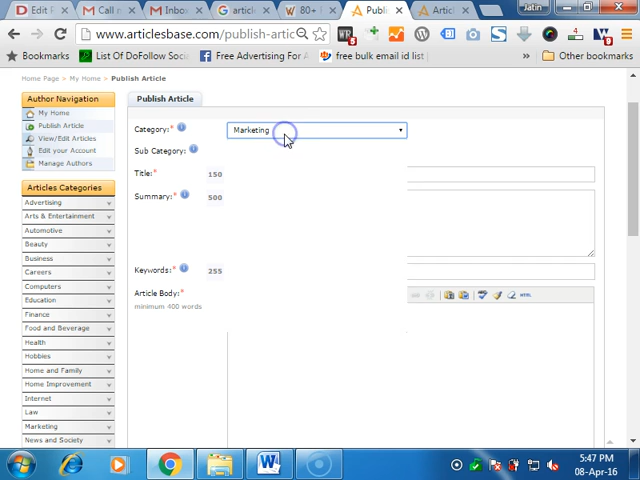 Jatin
Edit P
Call n
Inbox
article
80+
Publi
Article
www.articlesbase.com/publish-artic
Bookmarks
List Of DoFollow Soci
Free Advertising For A
free bulk email id list |
»
Other bookmarks
Home Page > My Home > Publish Article
Author Navigation
My Home
Publish Article
View/Edit Articles
Edit your Account
Manage Authors
Articles Categories
Advertising
Arts & Entertainment
Automotive
Beauty
Business
Careers
Computers
Education
Finance
Food and Beverage
Health
Hobbies
Home and Family
Home Improvement
Internet
Law
Marketing
News and Society
Publish Article
Category:*
Marketing
Sub Category:
Title:*
150
Summary:*
500
Keywords:*
255
Article Body:*
minimum 400 words
HTML
5:47 PM
08-Apr-16